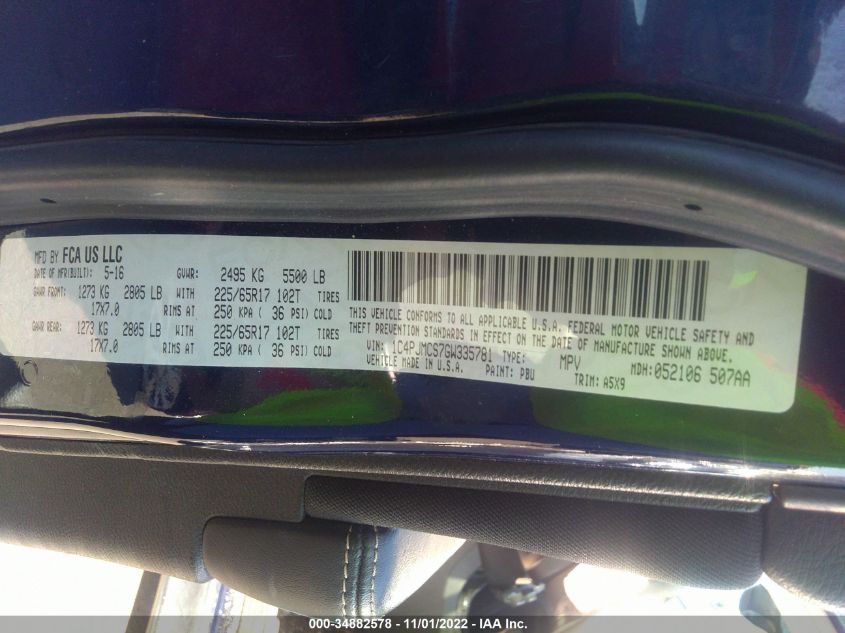 MFD BY FCA US LLC
DATE OF MFR(BUILT): 5-16 GVWR: 2495 KG 5500 LB
GAWR FRONT: 1273 KG 2805 LB WITH 225/65R17 102T TIRES
17X7.0 RIMS AT 250 KPA ( 36 PSI) COLD
GAWR REAR: 1273 KG 2805 LB WITH 225/65R17 102T TIRES
17X7.0 RIMS AT 250 KPA ( 36 PSI) COLD
THIS VEHICLE CONFORMS TO ALL APPLICABLE U.S.A. FEDERAL MOTOR VEHICLE SAFETY AND
THEFT PREVENTION STANDARDS IN EFFECT ON THE DATE OF MANUFACTURE SHOWN ABOVE.
VIN: 1C4PJMCS7GW335781 TYPE: MPV MDH:052106 507AA
VEHICLE MADE IN U.S.A. PAINT: PBU TRIM: A5X9
000-34882578 - 11/01/2022 - IAA Inc.